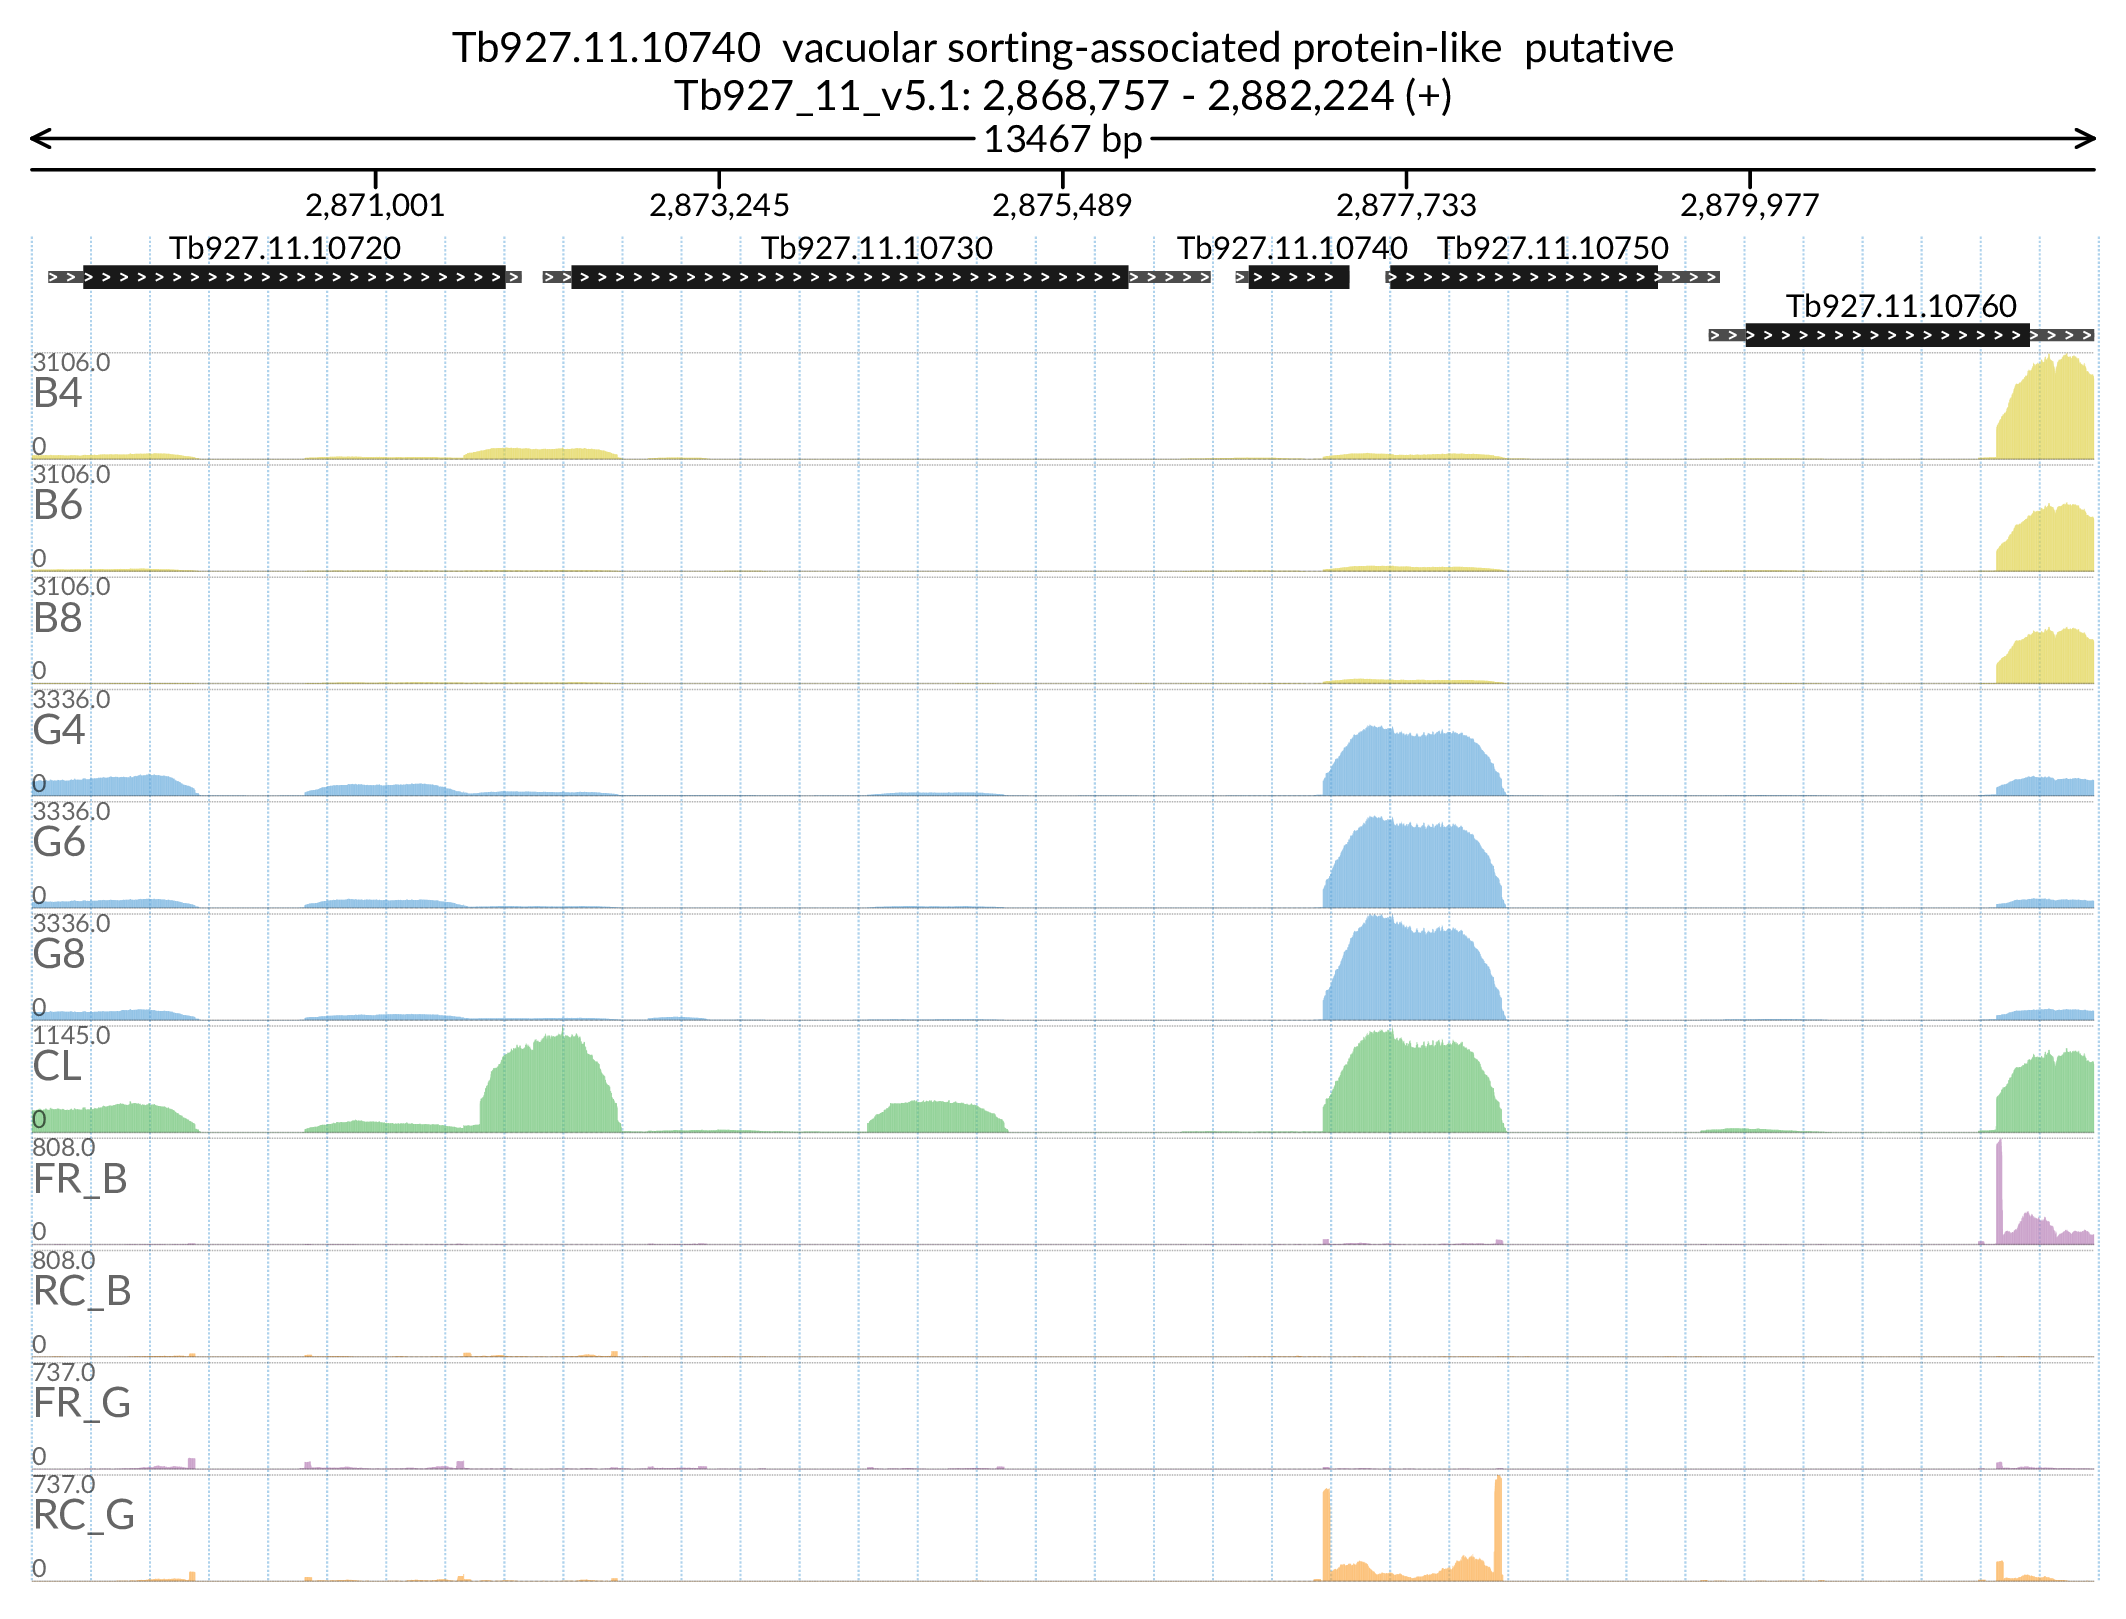 Tb927.11.10740  vacuolar sorting-associated protein-like  putative
Tb927_11_v5.1: 2,868,757 - 2,882,224 (+)
13467 bp
2,871,001 2,873,245 2,875,489 2,877,733 2,879,977
Tb927.11.10720 Tb927.11.10730 Tb927.11.10740 Tb927.11.10750
Tb927.11.10760
3106.0
B4
0
3106.0
B6
0
3106.0
B8
0
3336.0
G4
0
3336.0
G6
0
3336.0
G8
0
1145.0
CL
0
808.0
FR_B
0
808.0
RC_B
0
737.0
FR_G
0
737.0
RC_G
0